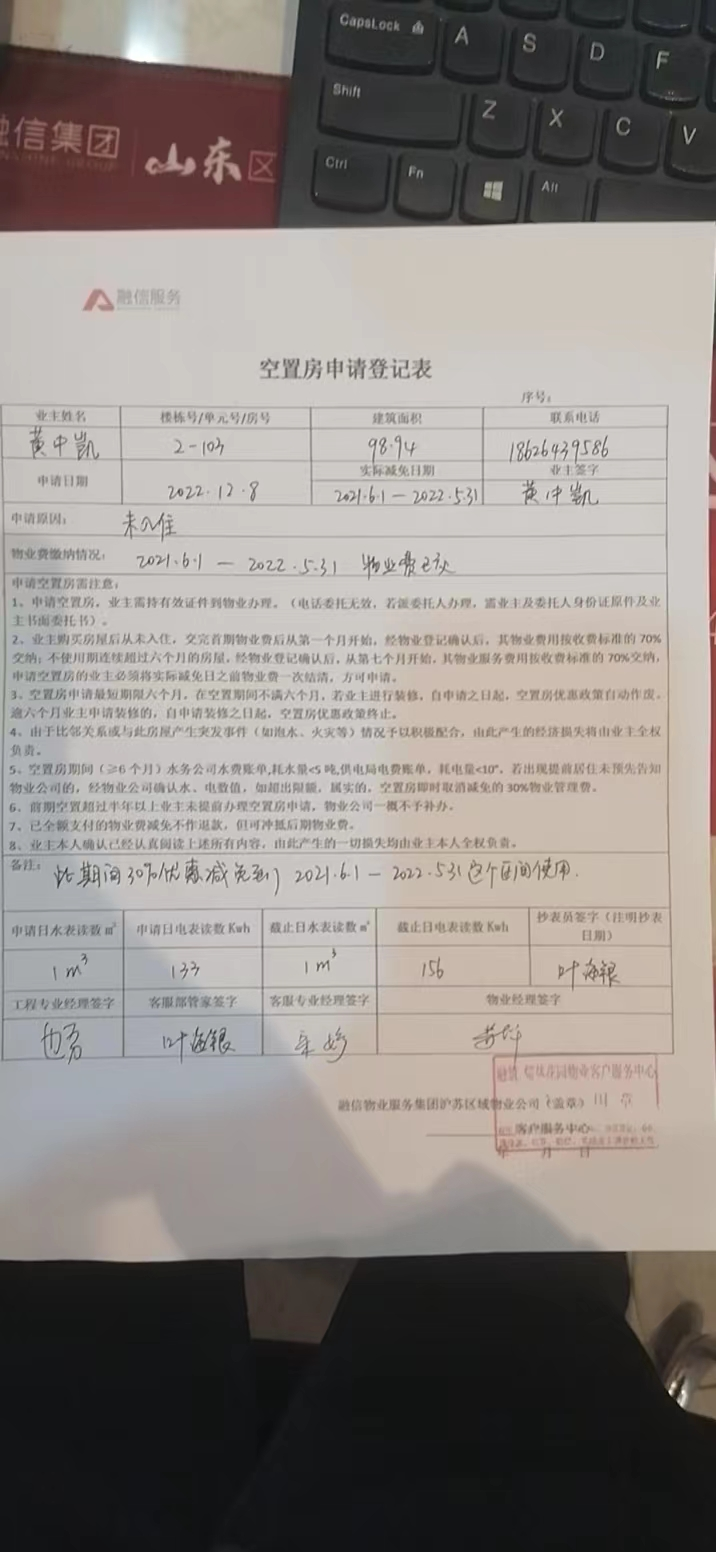 CapsLock
A
S
D
F
Shift
Z
X
C
V
Ctrl
Fn
Alt
融信集团
山东区
融信服务
空置房申请登记表
序号：
业主姓名 楼栋号/单元号/房号 建筑面积 联系电话
黄中凯 2-103 98.94 18626439586
申请日期 2022.12.8 实际减免日期 业主签字
2021.6.1 — 2022.5.31 黄中凯
申请原因： 未入住
物业费缴纳情况： 2021.6.1 — 2022.5.31 物业费已交
申请空置房需注意：
1、申请空置房，业主需持有效证件到物业办理。（电话委托无效，若派委托人办理，需业主及委托人身份证原件及业
主书面委托书）。
2、业主购买房屋后从未入住，交完首期物业费后从第一个月开始，经物业登记确认后，其物业费用按收费标准的 70%
交纳；不使用期连续超过六个月的房屋，经物业登记确认后，从第七个月开始，其物业服务费用按收费标准的 70%交纳，
申请空置房的业主必须将实际减免日之前物业费一次结清，方可申请。
3、空置房申请最短期限六个月，在空置期间不满六个月，若业主进行装修，自申请之日起，空置房优惠政策自动作废。
逾六个月业主申请装修的，自申请装修之日起，空置房优惠政策终止。
4、由于比邻关系或与此房屋产生突发事件（如泡水、火灾等）情况予以积极配合，由此产生的经济损失将由业主全权
负责。
5、空置房期间（≥6 个月）水务公司水费账单,耗水量<5 吨,供电局电费账单，耗电量<10°，若出现提前居住未预先告知
物业公司的，经物业公司确认水、电数值，如超出限额，属实的，空置房即时取消减免的 30%物业管理费。
6、前期空置超过半年以上业主未提前办理空置房申请，物业公司一概不予补办。
7、已全额支付的物业费减免不作返款，但可冲抵后期物业费。
8、业主本人确认已经认真阅读上述所有内容，由此产生的一切损失均由业主本人全权负责。
备注： 此期间30%优惠减免到 2021.6.1 — 2022.5.31这个区间使用.
申请日水表读数 m³ 申请日电表读数 Kwh 截止日水表读数 m³ 截止日电表读数 Kwh 抄表员签字（注明抄表
日期）
1 m³ 133 1 m³ 156 叶海银
工程专业经理签字 客服部管家签字 客服专业经理签字 物业经理签字
叶海银
融信物业服务集团沪苏区域物业公司（盖章）
客户服务中心
年 月 日